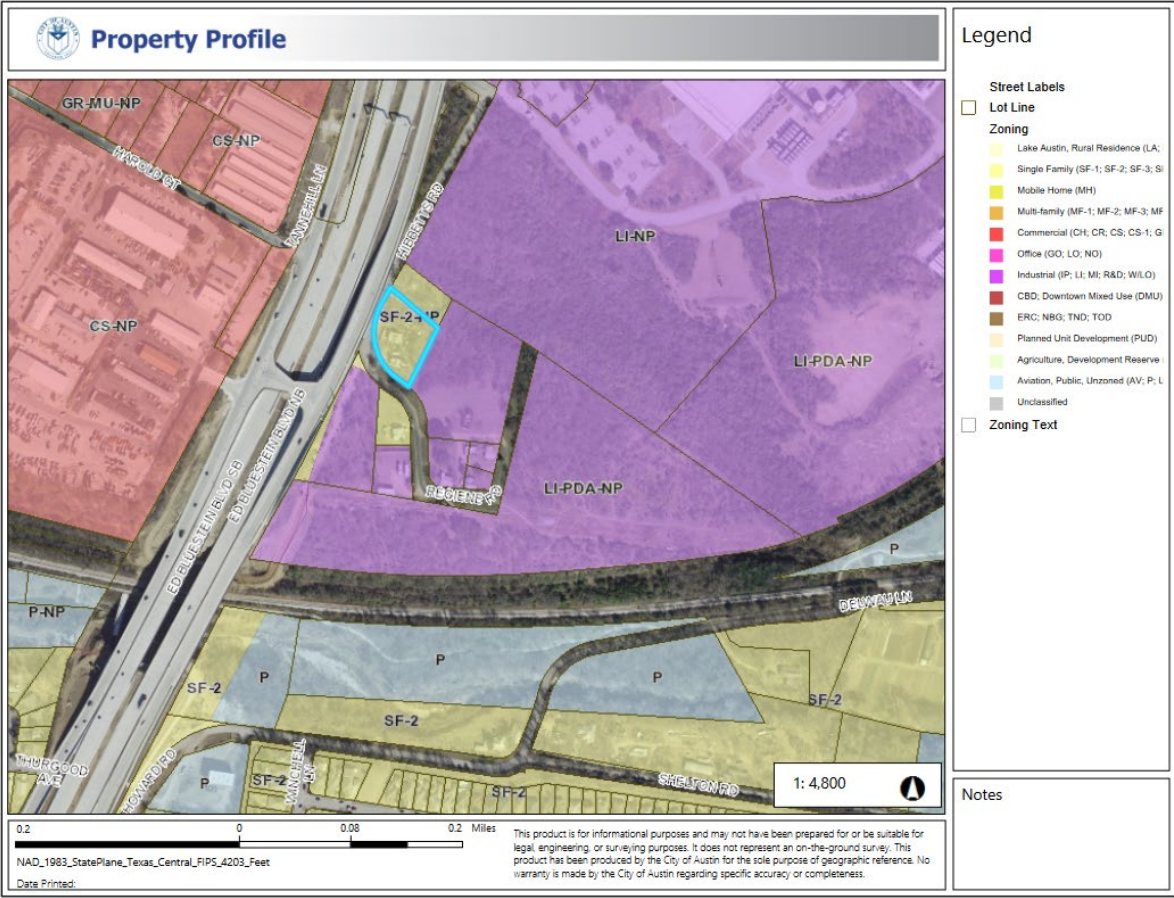 Property Profile
Legend
Street Labels
Lot Line
Zoning
Lake Austin, Rural Residence (LA;
Single Family (SF-1; SF-2; SF-3; S
Mobile Home (MH)
Multi-family (MF-1; MF-2; MF-3; MF
Commercial (CH; CR; CS; CS-1; G
Office (GO; LO; NO)
Industrial (IP; LI; MI; R&D; W/LO)
CBD; Downtown Mixed Use (DMU)
ERC; NBG; TND; TOD
Planned Unit Development (PUD)
Agriculture, Development Reserve
Aviation, Public, Unzoned (AV; P; L
Unclassified
Zoning Text
GR-MU-NP
CS-NP
HAROLD CT
TANNEHILL LN
HIBBETTS RD
LI-NP
CS-NP
SF-2-NP
LI-PDA-NP
ED BLUESTEIN BLVD SB
ED BLUESTEIN BLVD NB
REGIENE RD
LI-PDA-NP
P
DELWAU LN
P-NP
P
P
P
SF-2
SF-2
SF-2
THURGOOD AVE
HOWARD RD
P
SF-2
WINCHELL LN
SF-2
SHELTON RD
1: 4,800
Notes
0.2 0 0.08 0.2 Miles
NAD_1983_StatePlane_Texas_Central_FIPS_4203_Feet
Date Printed:
This product is for informational purposes and may not have been prepared for or be suitable for
legal, engineering, or surveying purposes. It does not represent an on-the-ground survey. This
product has been produced by the City of Austin for the sole purpose of geographic reference. No
warranty is made by the City of Austin regarding specific accuracy or completeness.